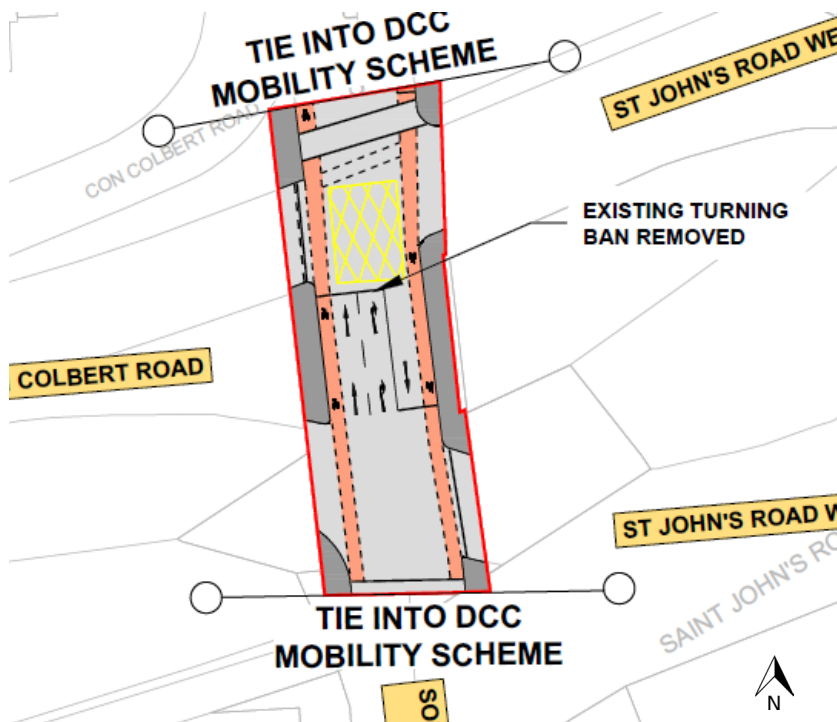 TIE INTO DCC
MOBILITY SCHEME
ST JOHN'S ROAD WE
CON COLBERT ROAD
EXISTING TURNING
BAN REMOVED
COLBERT ROAD
ST JOHN'S ROAD W
SAINT JOHN'S RO
TIE INTO DCC
MOBILITY SCHEME
SO
N